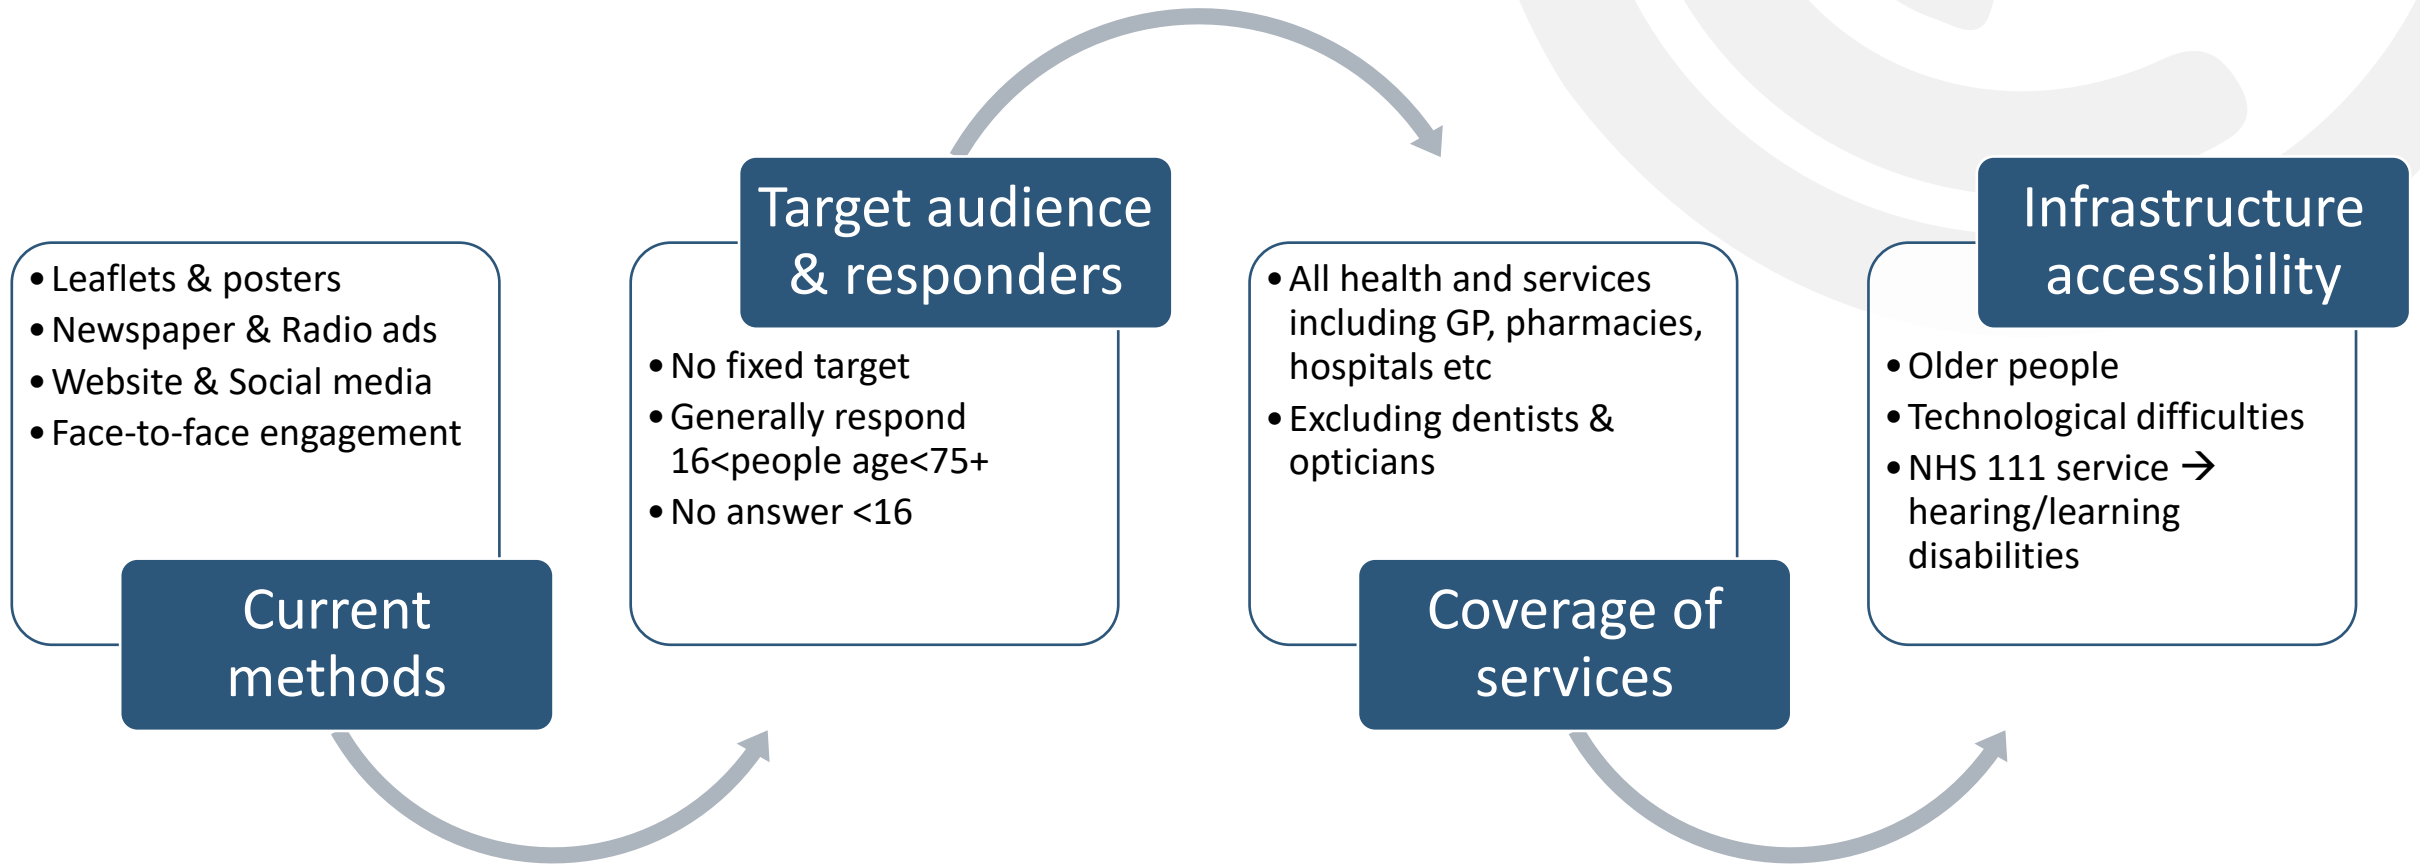 • Leaflets & posters
• Newspaper & Radio ads
• Website & Social media
• Face-to-face engagement
Current
methods
Target audience
& responders
• No fixed target
• Generally respond
16<people age<75+
• No answer <16
• All health and services
including GP, pharmacies,
hospitals etc
• Excluding dentists &
opticians
Coverage of
services
Infrastructure
accessibility
• Older people
• Technological difficulties
• NHS 111 service →
hearing/learning
disabilities